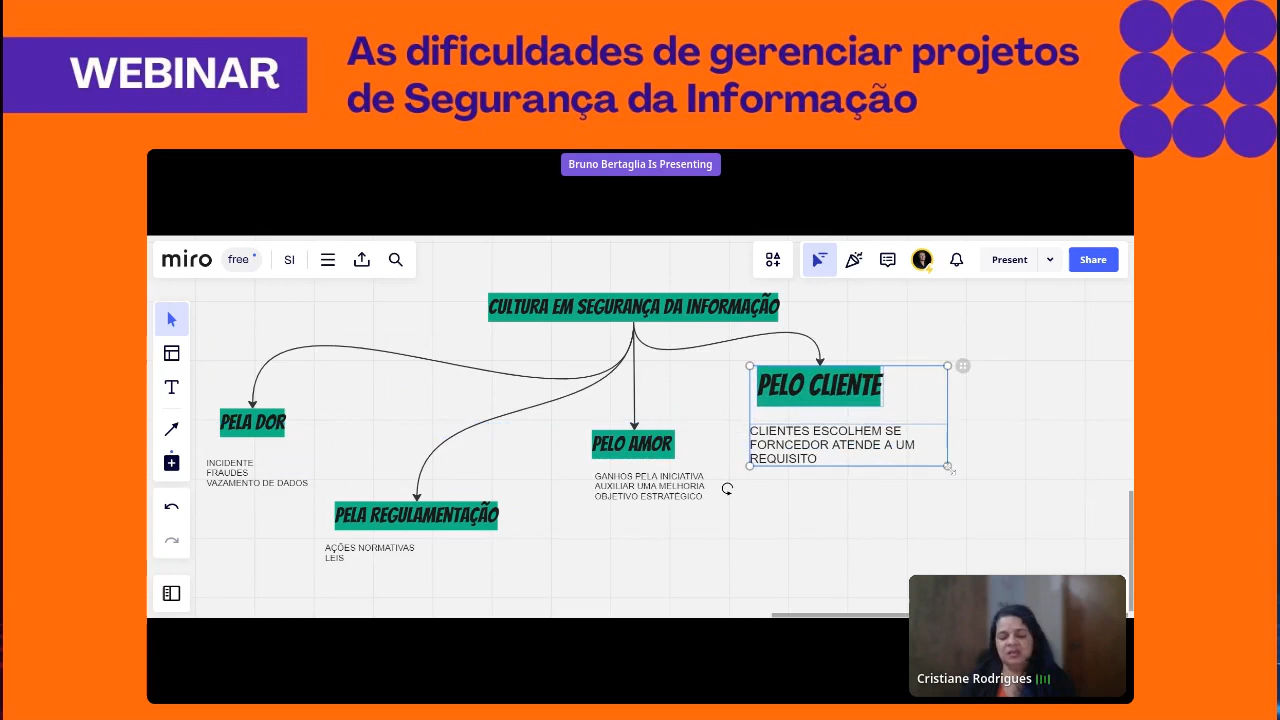 WEBINAR
As dificuldades de gerenciar projetos
de Segurança da Informação
Bruno Bertaglia Is Presenting
miro
free
SI
Present
Share
CULTURA EM SEGURANÇA DA INFORMAÇÃO
PELO CLIENTE
CLIENTES ESCOLHEM SE
FORNCEDOR ATENDE A UM
REQUISITO
PELA DOR
INCIDENTE
FRAUDES
VAZAMENTO DE DADOS
PELO AMOR
GANHOS PELA INICIATIVA
AUXILIAR UMA MELHORIA
OBJETIVO ESTRATÉGICO
PELA REGULAMENTAÇÃO
AÇÕES NORMATIVAS
LEIS
Cristiane Rodrigues